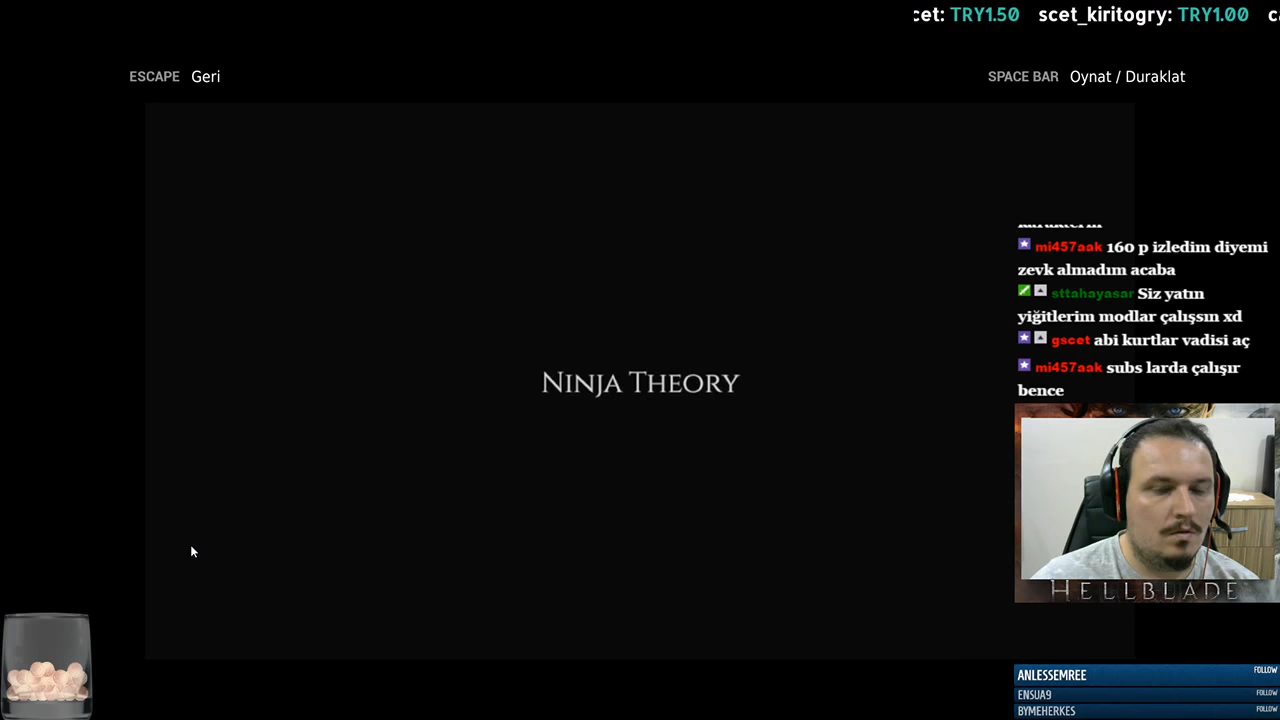 cet: TRY1.50 scet_kiritogry: TRY1.00
ESCAPE Geri
SPACE BAR Oynat / Duraklat
NINJA THEORY
mi457aak 160 p izledim diyemi
zevk almadım acaba
sttahayasar Siz yatın
yiğitlerim modlar çalışsın xd
gscet abi kurtlar vadisi aç
mi457aak subs larda çalışır
bence
HELLBLADE
ANLESSEMREE FOLLOW
ENSUA9 FOLLOW
BYMEHERKES FOLLOW